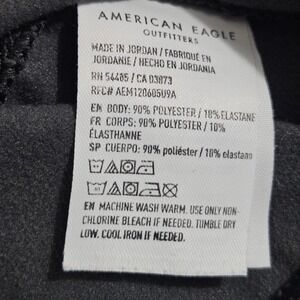 AMERICAN EAGLE
OUTFITTERS
MADE IN JORDAN / FABRIQUÉ EN
JORDANIE / HECHO EN JORDANIA
RN 54485 / CA 03873
RFC# AEM120605U9A
EN BODY: 90% POLYESTER / 10% ELASTANE
FR CORPS: 90% POLYESTER / 10%
ÉLASTHANNE
SP CUERPO: 90% poliéster / 10% elastano
EN MACHINE WASH WARM. USE ONLY NON-
CHLORINE BLEACH IF NEEDED. TUMBLE DRY
LOW. COOL IRON IF NEEDED.